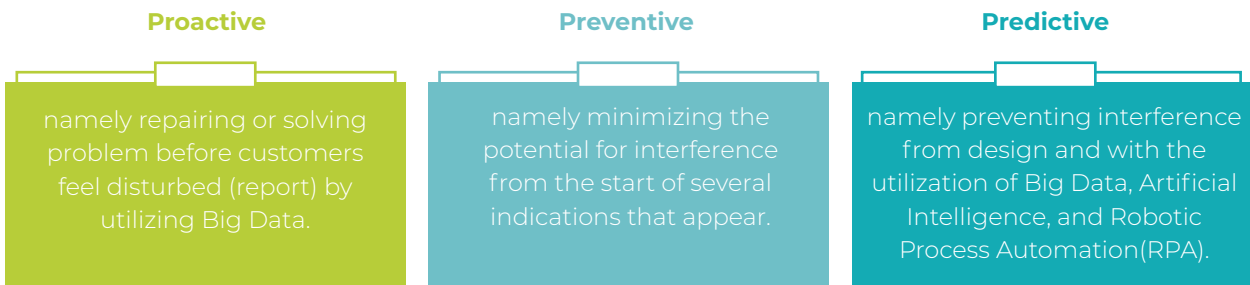 Proactive
namely repairing or solving
problem before customers
feel disturbed (report) by
utilizing Big Data.
Preventive
namely minimizing the
potential for interference
from the start of several
indications that appear.
Predictive
namely preventing interference
from design and with the
utilization of Big Data, Artificial
Intelligence, and Robotic
Process Automation(RPA).